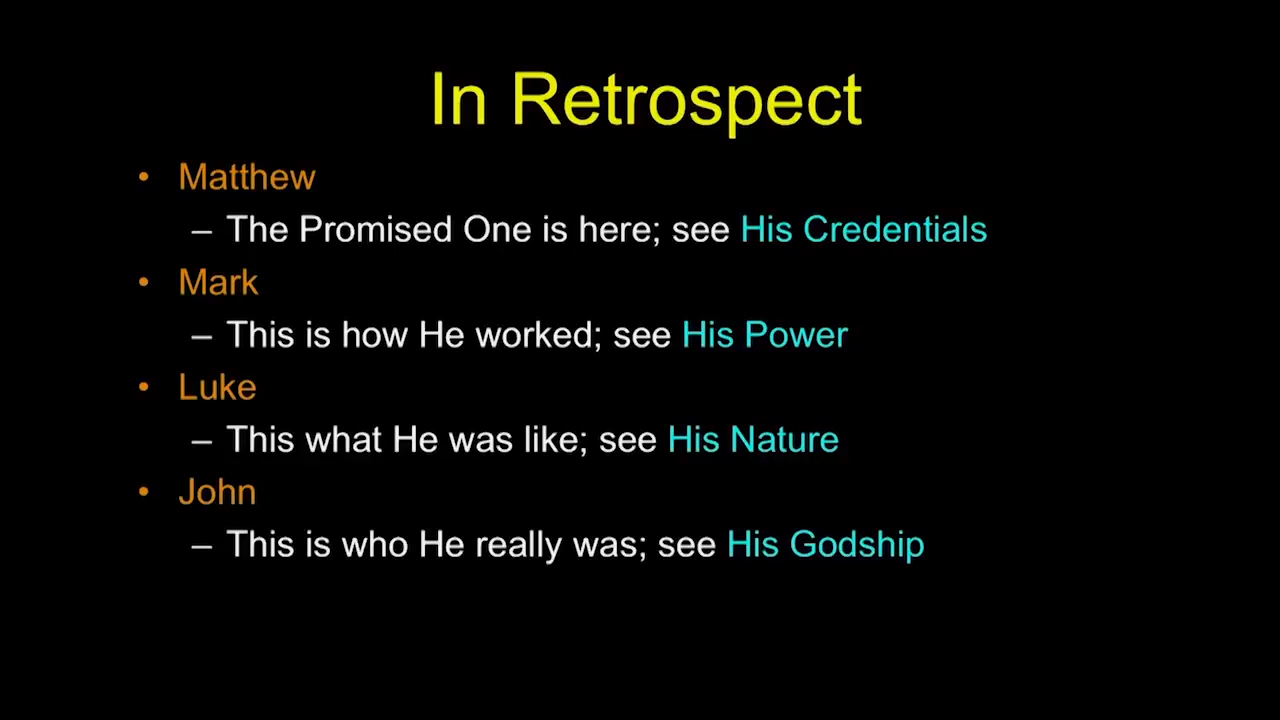 In Retrospect
• Matthew
– The Promised One is here; see His Credentials
• Mark
– This is how He worked; see His Power
• Luke
– This what He was like; see His Nature
• John
– This is who He really was; see His Godship